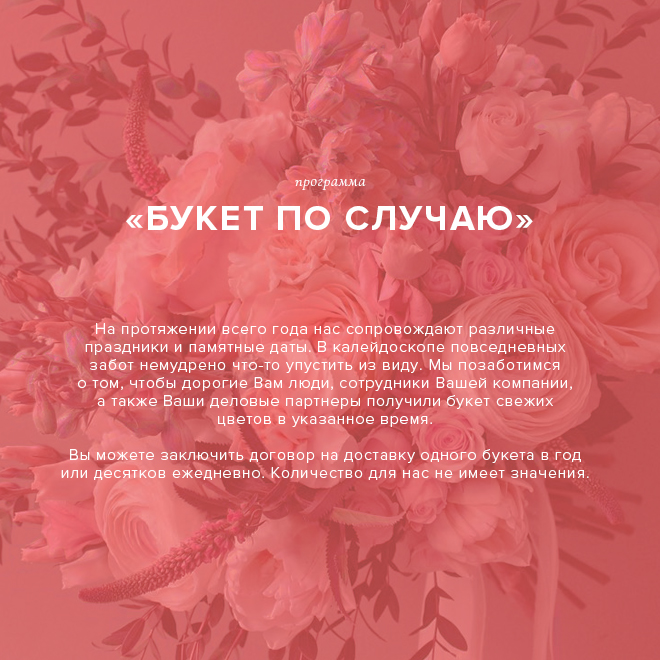 программа
«БУКЕТ ПО СЛУЧАЮ»
На протяжении всего года нас сопровождают различные
праздники и памятные даты. В калейдоскопе повседневных
забот немудрено что-то упустить из виду. Мы позаботимся
о том, чтобы дорогие Вам люди, сотрудники Вашей компании,
а также Ваши деловые партнеры получили букет свежих
цветов в указанное время.
Вы можете заключить договор на доставку одного букета в год
или десятков ежедневно. Количество для нас не имеет значения.